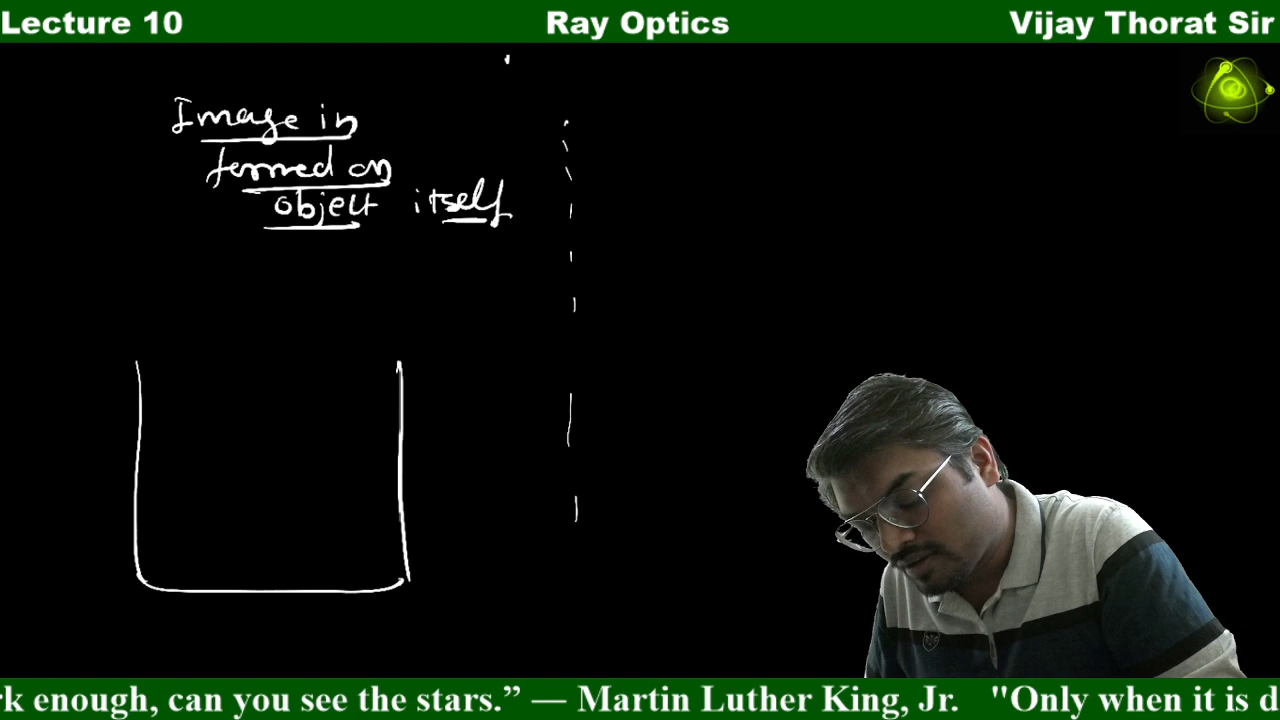 Lecture 10 Ray Optics Vijay Thorat Sir
Image in
formed on
object itself
rk enough, can you see the stars.” — Martin Luther King, Jr. "Only when it is d